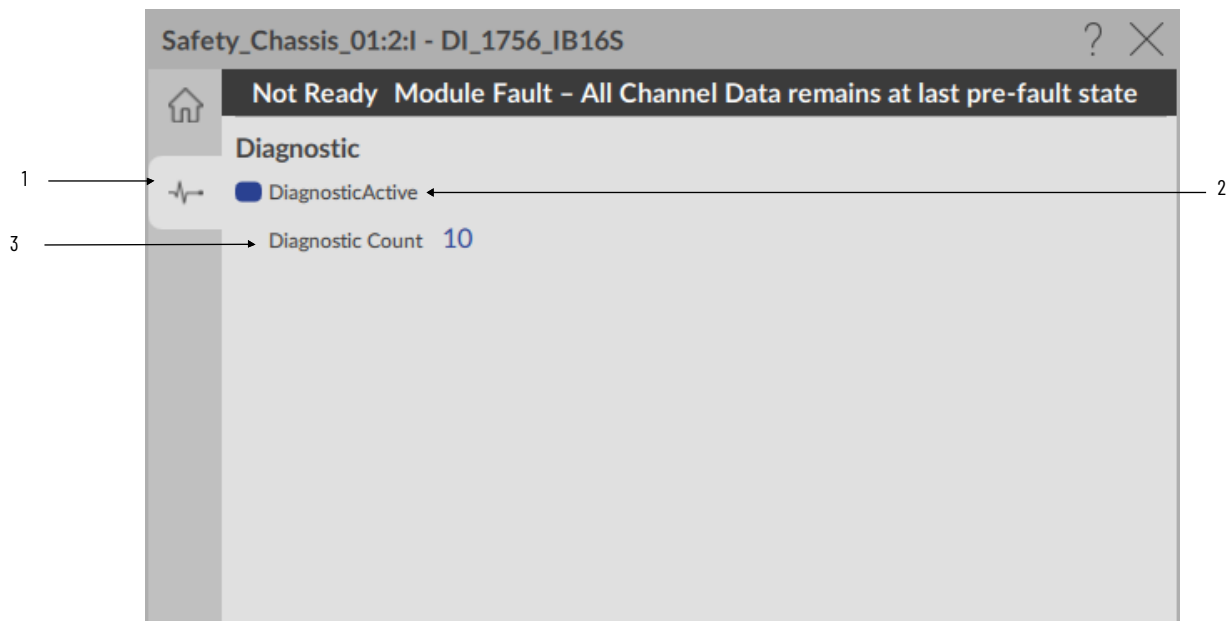 Safety_Chassis_01:2:I - DI_1756_IB16S ?
Not Ready Module Fault – All Channel Data remains at last pre-fault state
Diagnostic
1
DiagnosticActive
2
3
Diagnostic Count 10